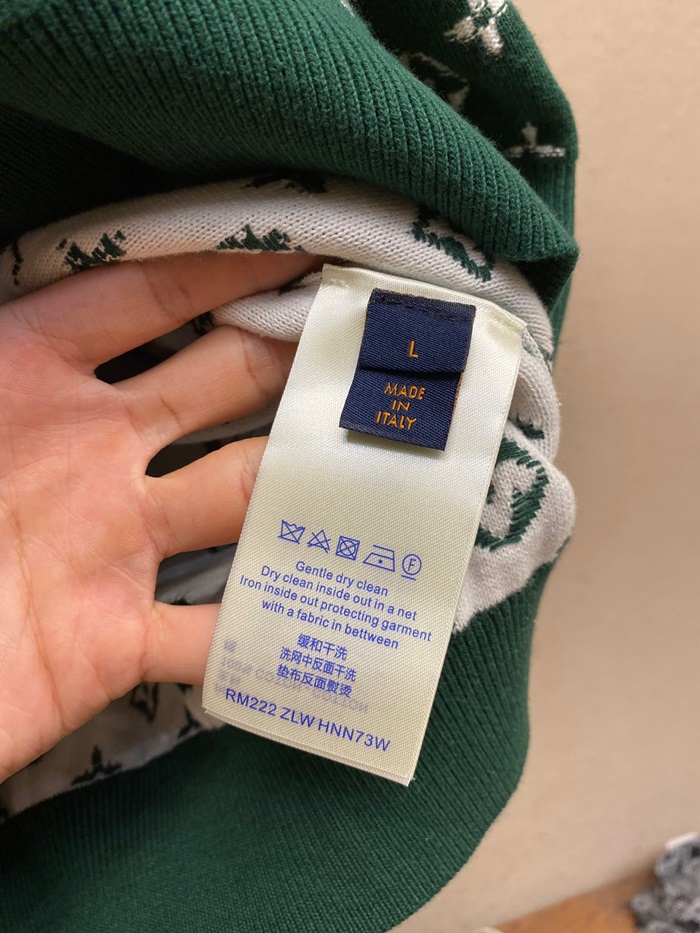 L
MADE
IN
ITALY
F
Gentle dry clean
Dry clean inside out in a net
Iron inside out protecting garment
with a fabric in bettween
缓和干洗
洗网中反面干洗
垫布反面熨烫
RM222 ZLW HNN73W